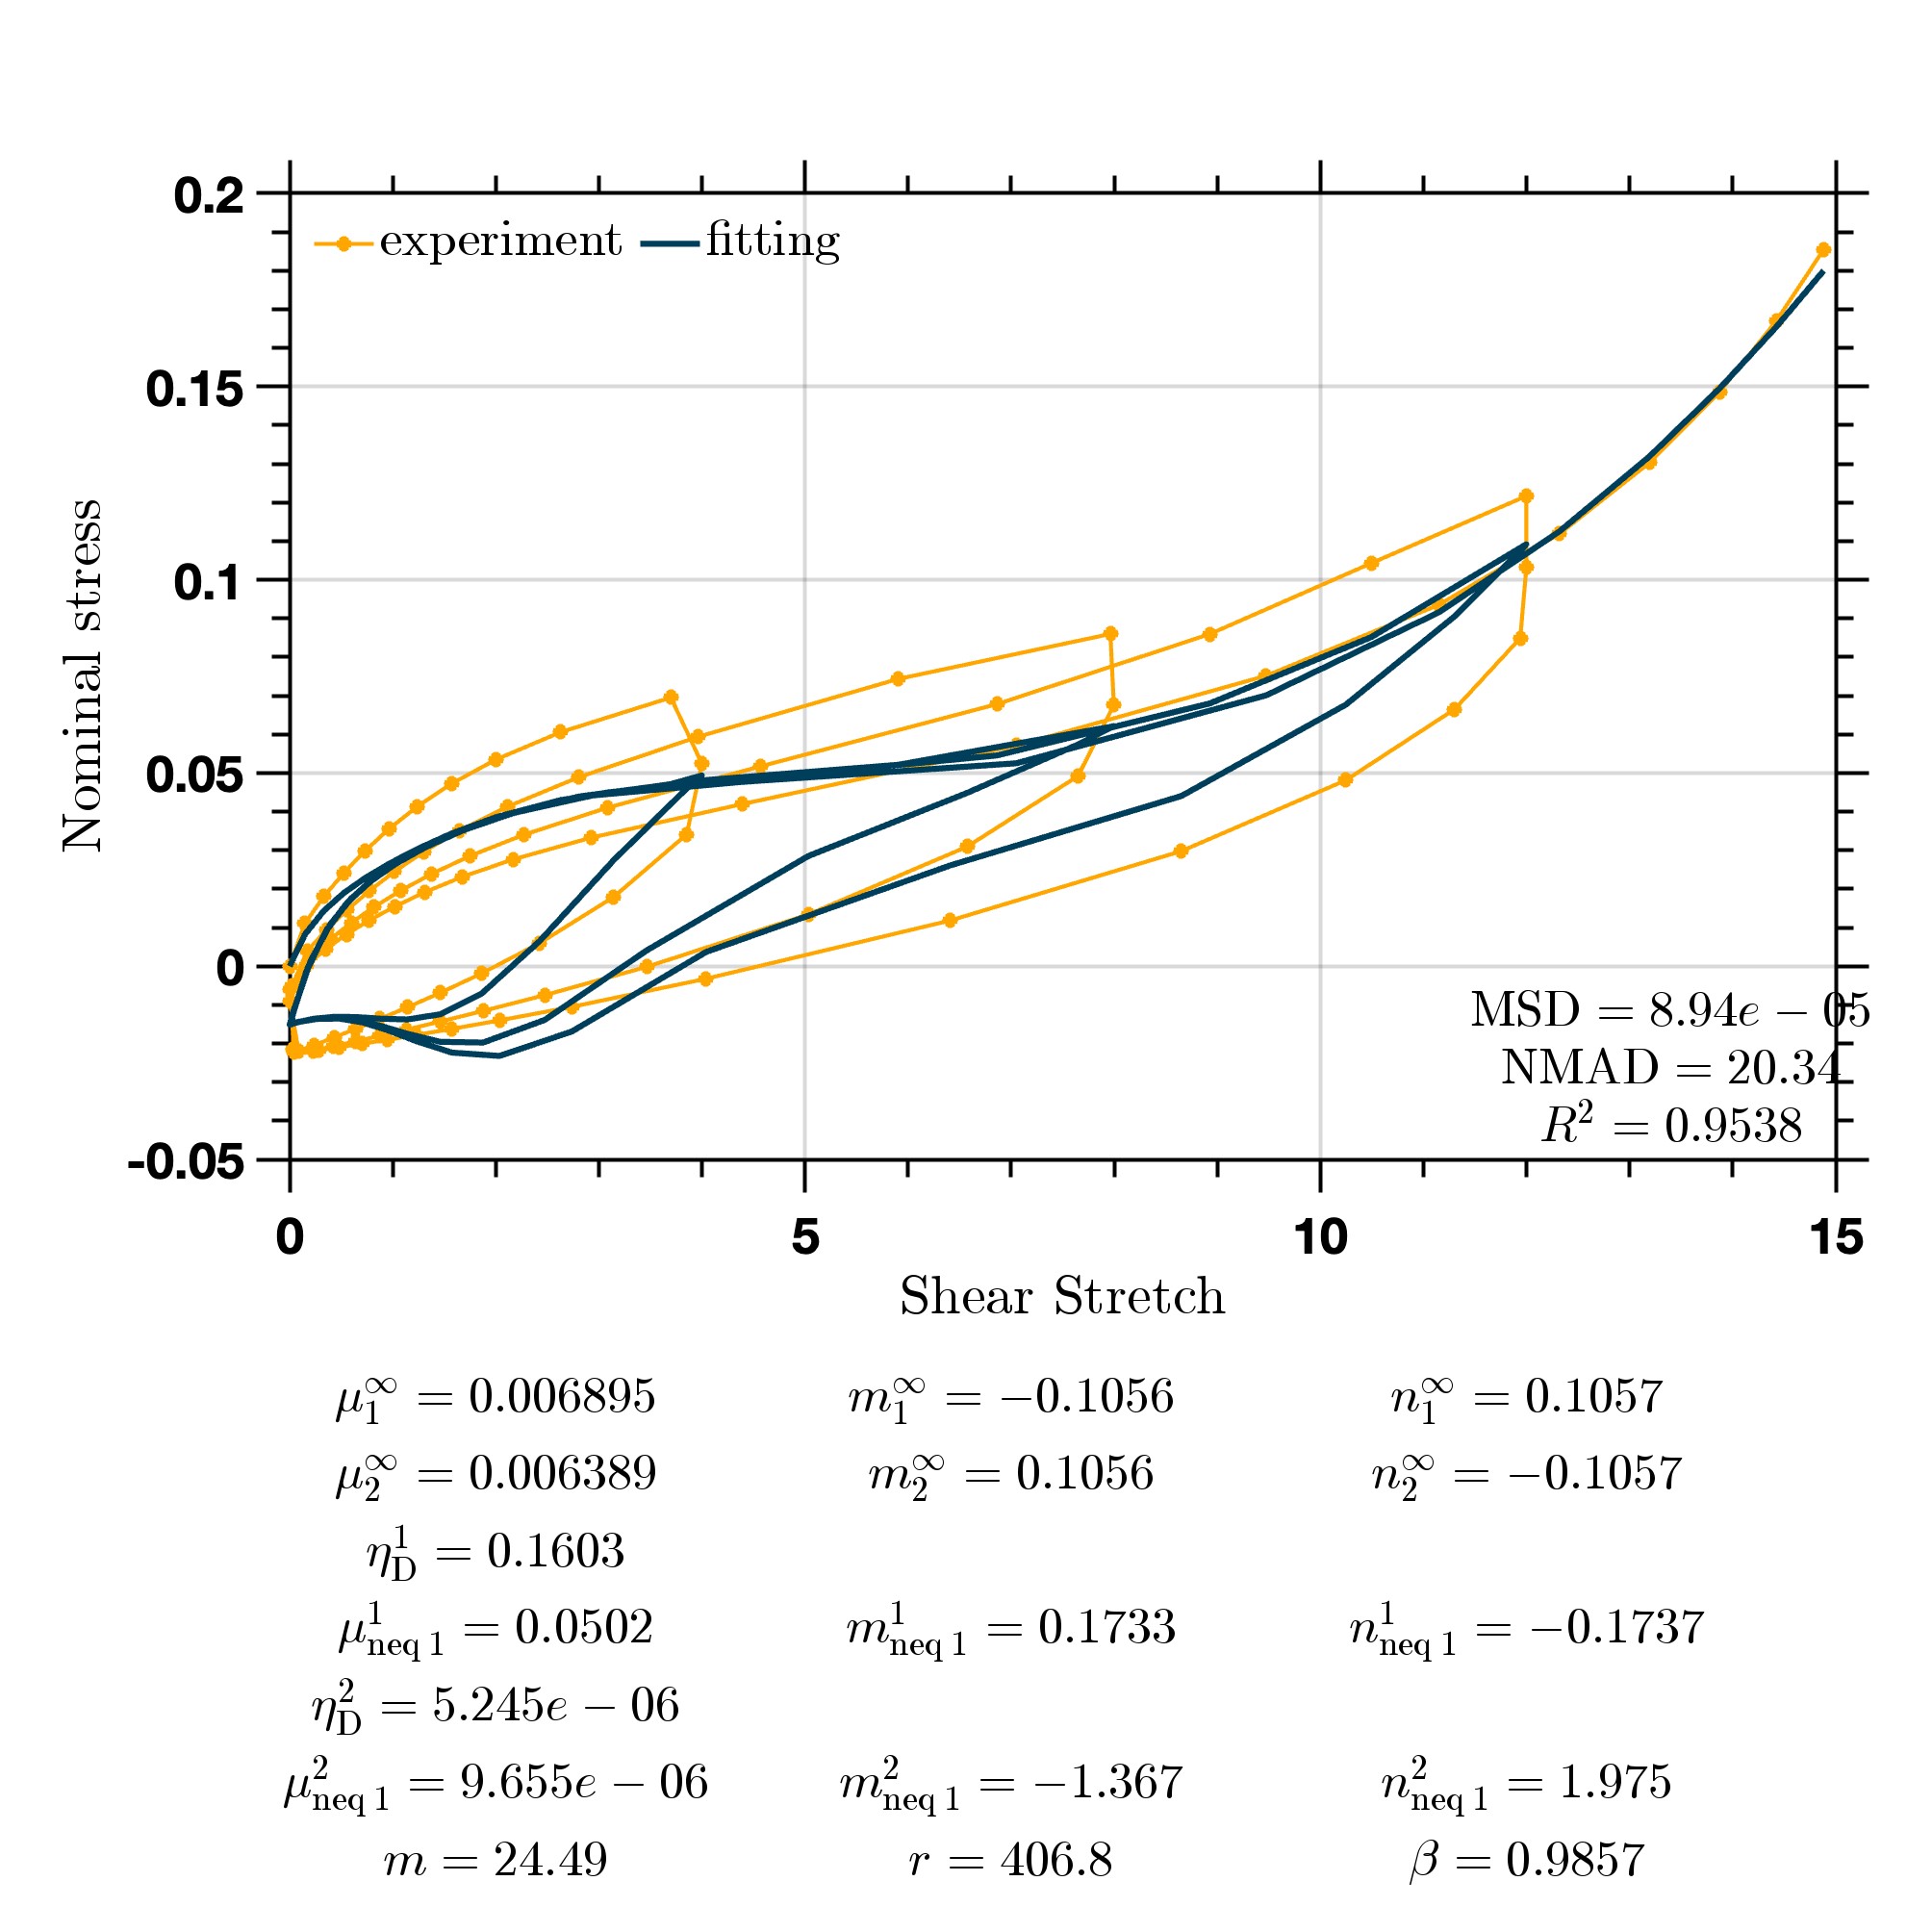 0.2
experiment fitting
0.15
0.1
0.05
0
-0.05
Nominal stress
MSD = 8.94e − 05
NMAD = 20.34
R² = 0.9538
0 5 10 15
Shear Stretch
μ₁^∞ = 0.006895 m₁^∞ = −0.1056 n₁^∞ = 0.1057
μ₂^∞ = 0.006389 m₂^∞ = 0.1056 n₂^∞ = −0.1057
η_D^1 = 0.1603
μ_neq 1^1 = 0.0502 m_neq 1^1 = 0.1733 n_neq 1^1 = −0.1737
η_D^2 = 5.245e − 06
μ_neq 1^2 = 9.655e − 06 m_neq 1^2 = −1.367 n_neq 1^2 = 1.975
m = 24.49 r = 406.8 β = 0.9857